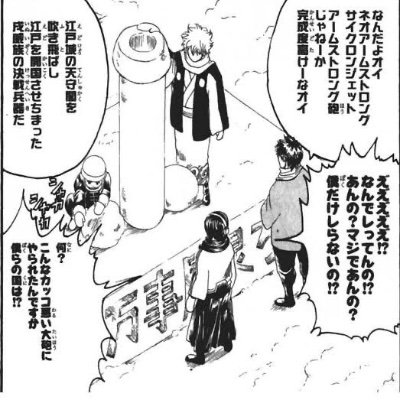 なんだよオイ
ネオアームストロング
サイクロンジェット
アームストロング砲
じゃねーか
完成度高けーなオイ
ええええええ!?
なんでしってんの!?
あんの?マジであんの?
僕だけしらないの!?
江戸城の天守閣を
吹き飛ばし
江戸を開国させちまった
戌威族の決戦兵器だ
何?
こんなカッコ悪い大砲に
やられたんですか
僕らの国は!?
万事